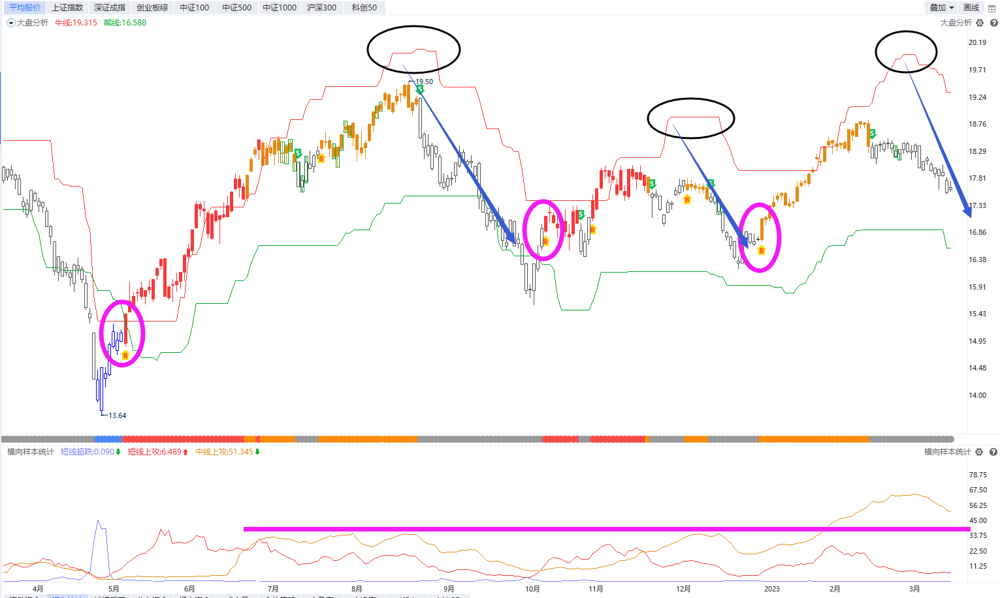 平均股价 上证指数 深证成指 创业板综 中证100 中证500 中证1000 沪深300 科创50 叠加 画线
大盘分析 牛线:19.315 熊线:16.588 大盘分析
20.19
19.71
19.24
18.76
18.29
17.81
17.33
16.86
16.38
15.91
15.43
14.95
14.48
14.00
19.50
S
S
B
S
B
S
B
S
B
S
B
S
B
13.64
横向样本统计 短线超跌:0.090 短线上攻:6.489 中线上攻:51.345 横向样本统计
78.75
67.50
56.25
45.00
33.75
22.50
11.25
4月 5月 6月 7月 8月 9月 10月 11月 12月 2023 2月 3月